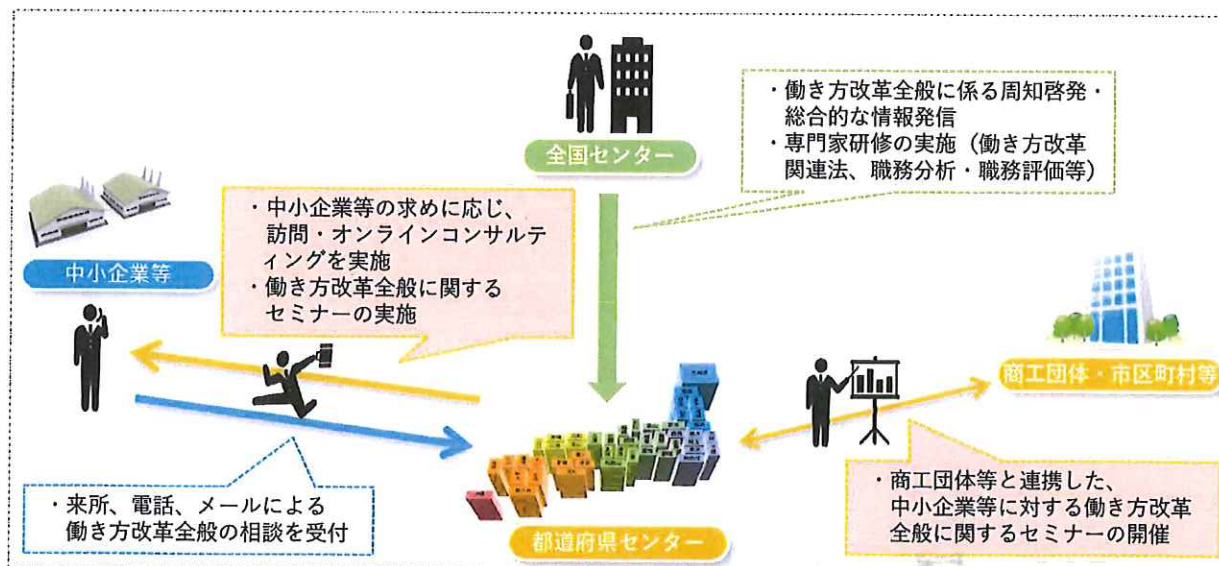 全国センター
・働き方改革全般に係る周知啓発・
総合的な情報発信
・専門家研修の実施（働き方改革
関連法、職務分析・職務評価等）
中小企業等
・中小企業等の求めに応じ、
訪問・オンラインコンサルテ
ィングを実施
・働き方改革全般に関する
セミナーの実施
商工団体・市区町村等
・来所、電話、メールによる
働き方改革全般の相談を受付
都道府県センター
・商工団体等と連携した、
中小企業等に対する働き方改革
全般に関するセミナーの開催